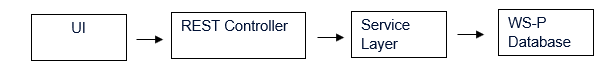 UI
REST Controller
Service
Layer
WS-P
Database